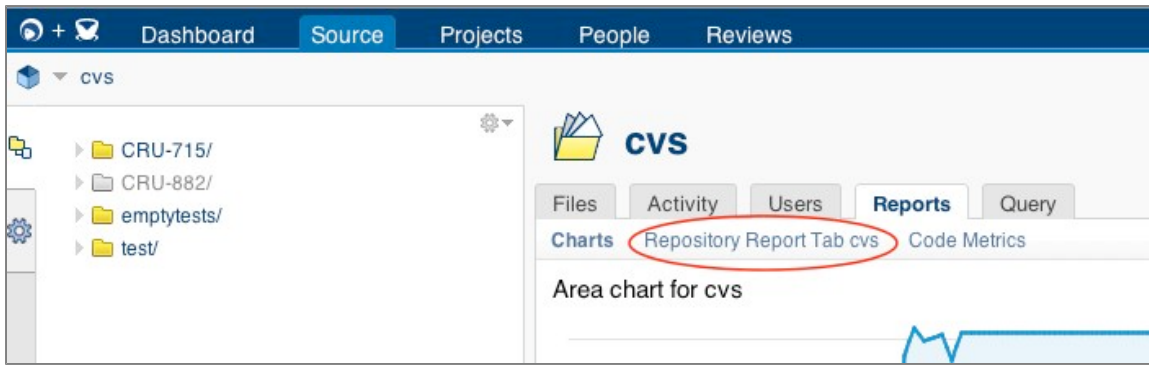 + Dashboard Source Projects People Reviews
cvs
CRU-715/
CRU-882/
emptytests/
test/
cvs
Files Activity Users Reports Query
Charts Repository Report Tab cvs Code Metrics
Area chart for cvs